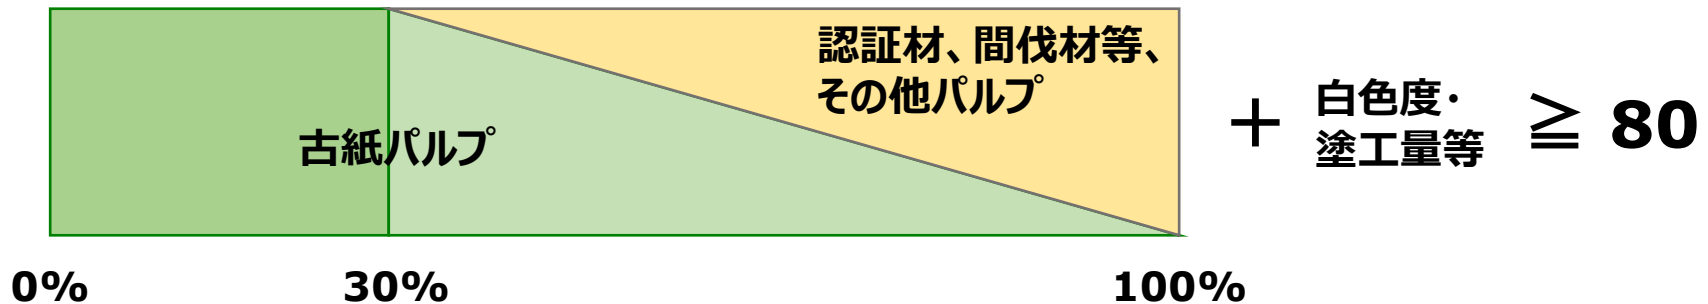 認証材、間伐材等、
その他パルプ
古紙パルプ
＋
白色度・
塗工量等
≧ 80
0%
30%
100%